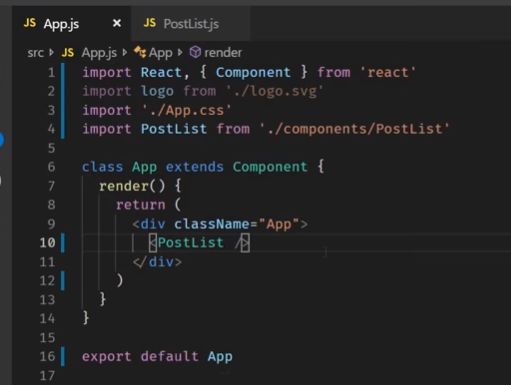 JS App.js × JS PostList.js
src > JS App.js > App > render
1 import React, { Component } from 'react'
2 import logo from './logo.svg'
3 import './App.css'
4 import PostList from './components/PostList'
5
6 class App extends Component {
7 render() {
8 return (
9 <div className="App">
10 <PostList />
11 </div>
12 )
13 }
14 }
15
16 export default App
17